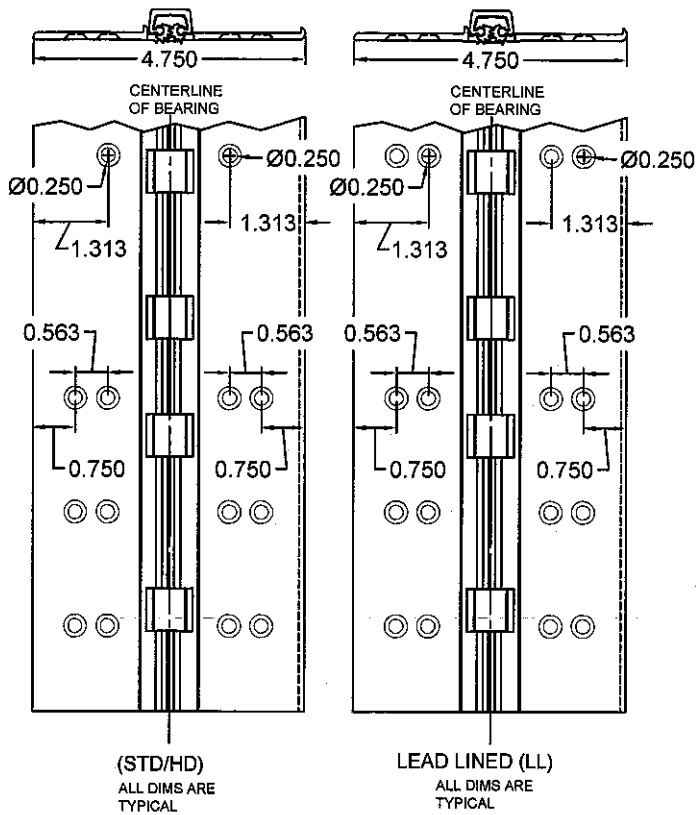 4.750
4.750
CENTERLINE
OF BEARING
CENTERLINE
OF BEARING
Ø0.250
Ø0.250
Ø0.250
Ø0.250
1.313
1.313
1.313
1.313
0.563
0.563
0.563
0.563
0.750
0.750
0.750
0.750
(STD/HD)
ALL DIMS ARE
TYPICAL
LEAD LINED (LL)
ALL DIMS ARE
TYPICAL